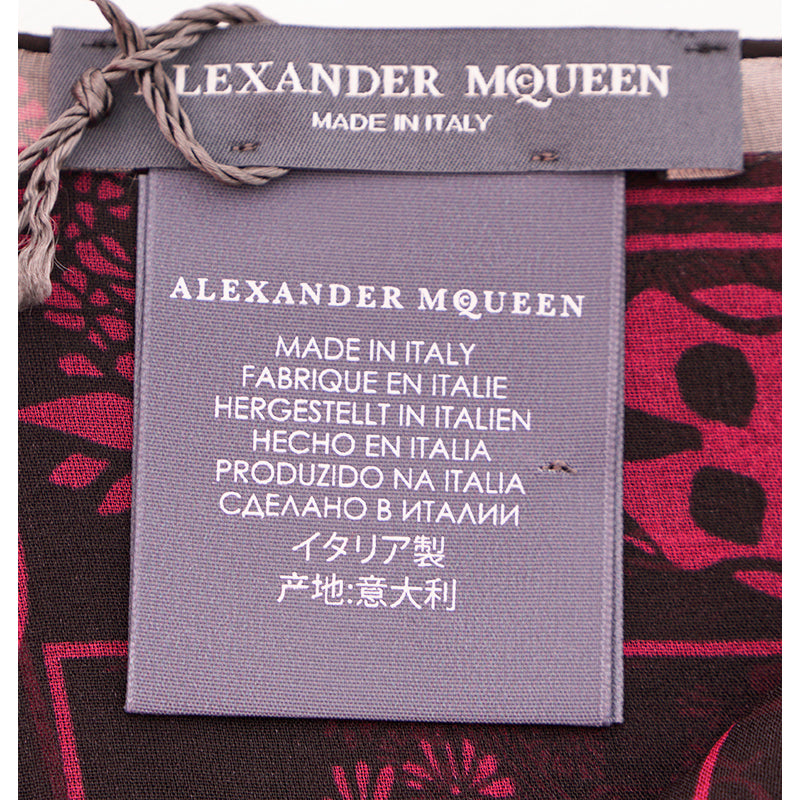 ALEXANDER MCQUEEN
MADE IN ITALY
ALEXANDER MCQUEEN
MADE IN ITALY
FABRIQUE EN ITALIE
HERGESTELLT IN ITALIEN
HECHO EN ITALIA
PRODUZIDO NA ITALIA
СДЕЛАНО В ИТАЛИИ
イタリア製
产地:意大利